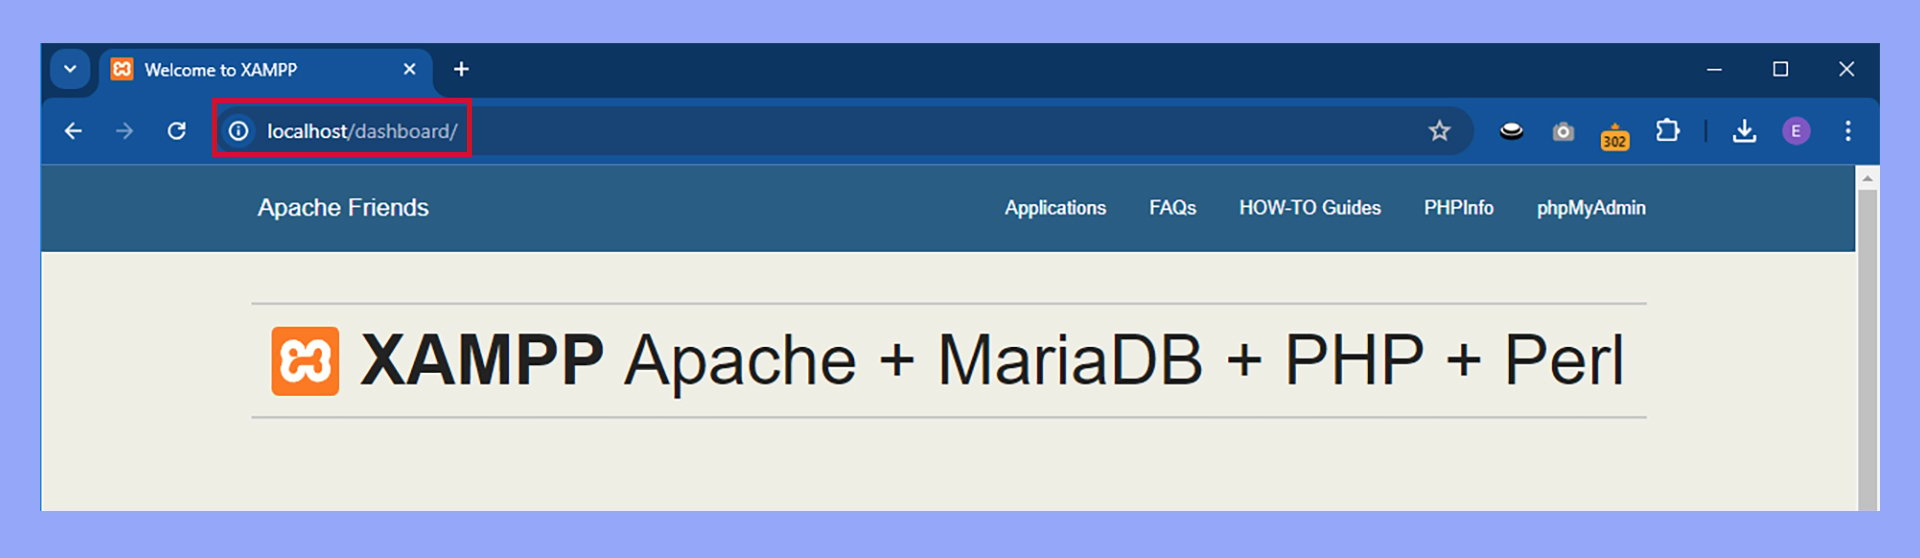 Welcome to XAMPP
localhost/dashboard/
302
E
Apache Friends
Applications FAQs HOW-TO Guides PHPInfo phpMyAdmin
XAMPP Apache + MariaDB + PHP + Perl